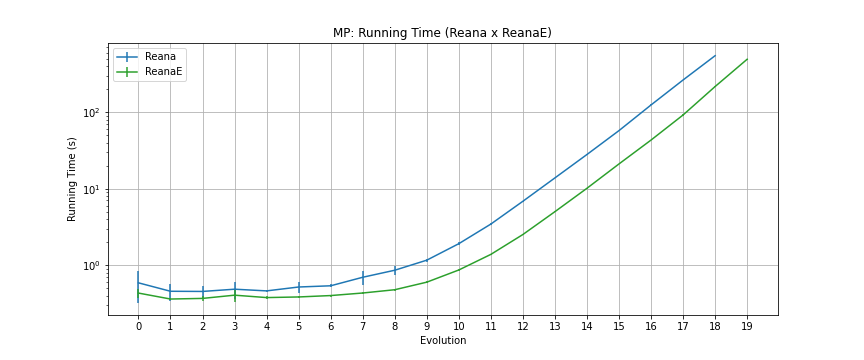 MP: Running Time (Reana x ReanaE)
Reana
ReanaE
Running Time (s)
10²
10¹
10⁰
0 1 2 3 4 5 6 7 8 9 10 11 12 13 14 15 16 17 18 19
Evolution